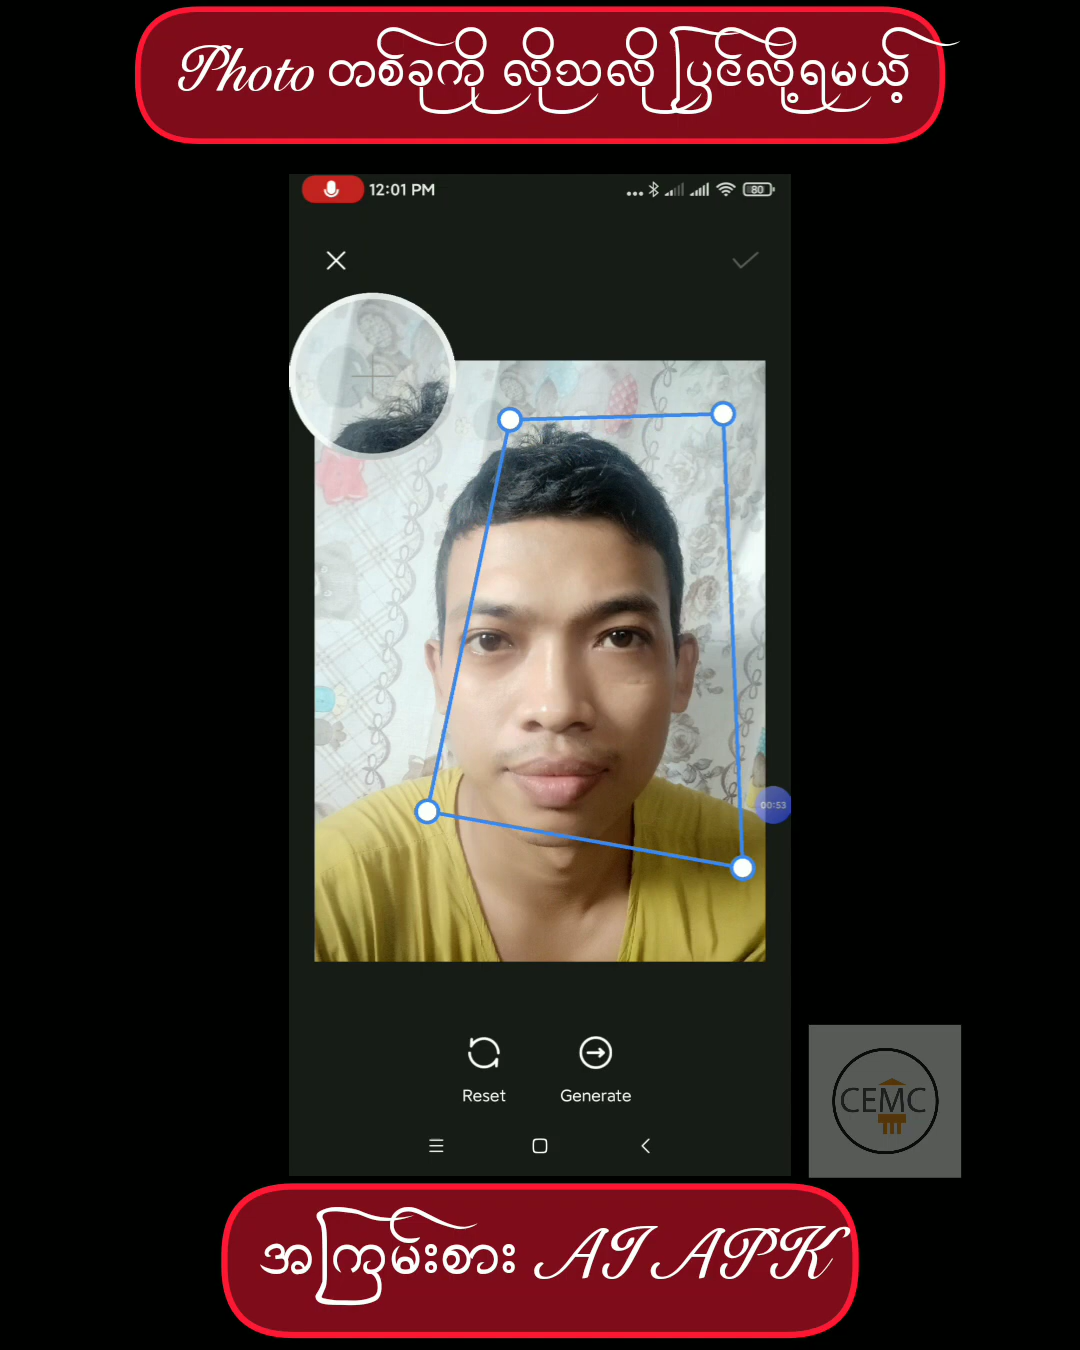 Photo တစ်ခုကို လိုသလို ပြင်လို့ရမယ့်
12:01 PM
80
00:53
Reset
Generate
CEMC
အကြမ်းစား AI APK